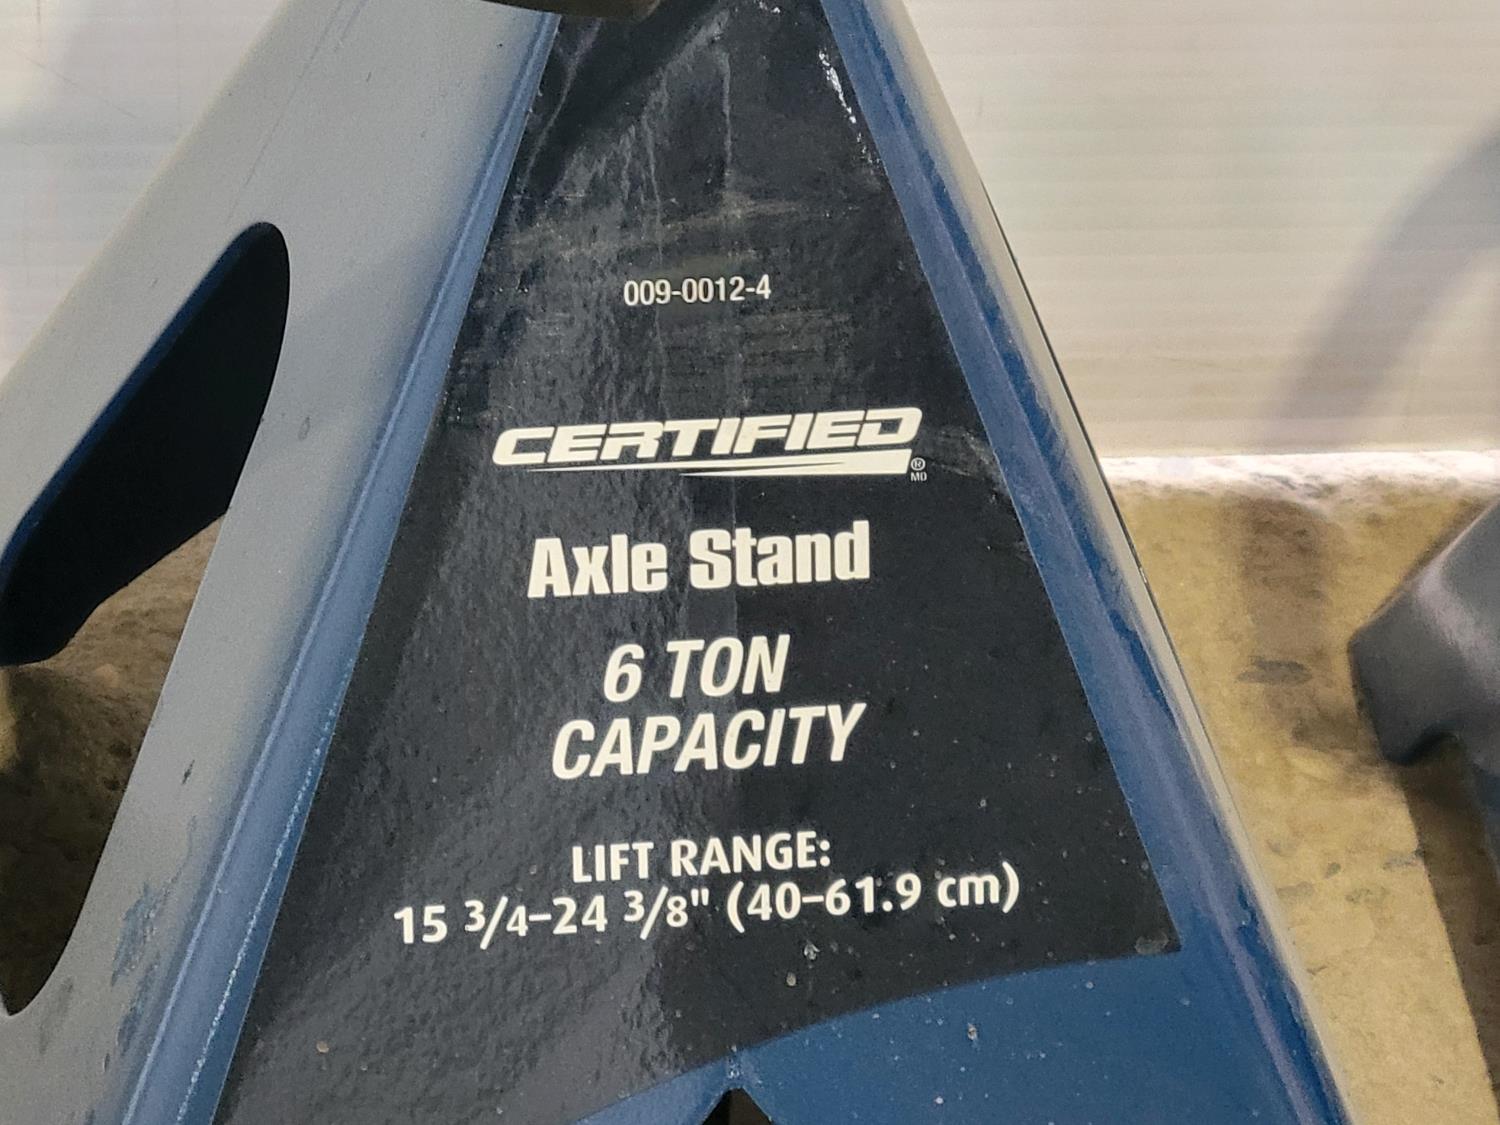 009-0012-4
CERTIFIED
® MD
Axle Stand
6 TON
CAPACITY
LIFT RANGE:
15 3/4–24 3/8" (40–61.9 cm)